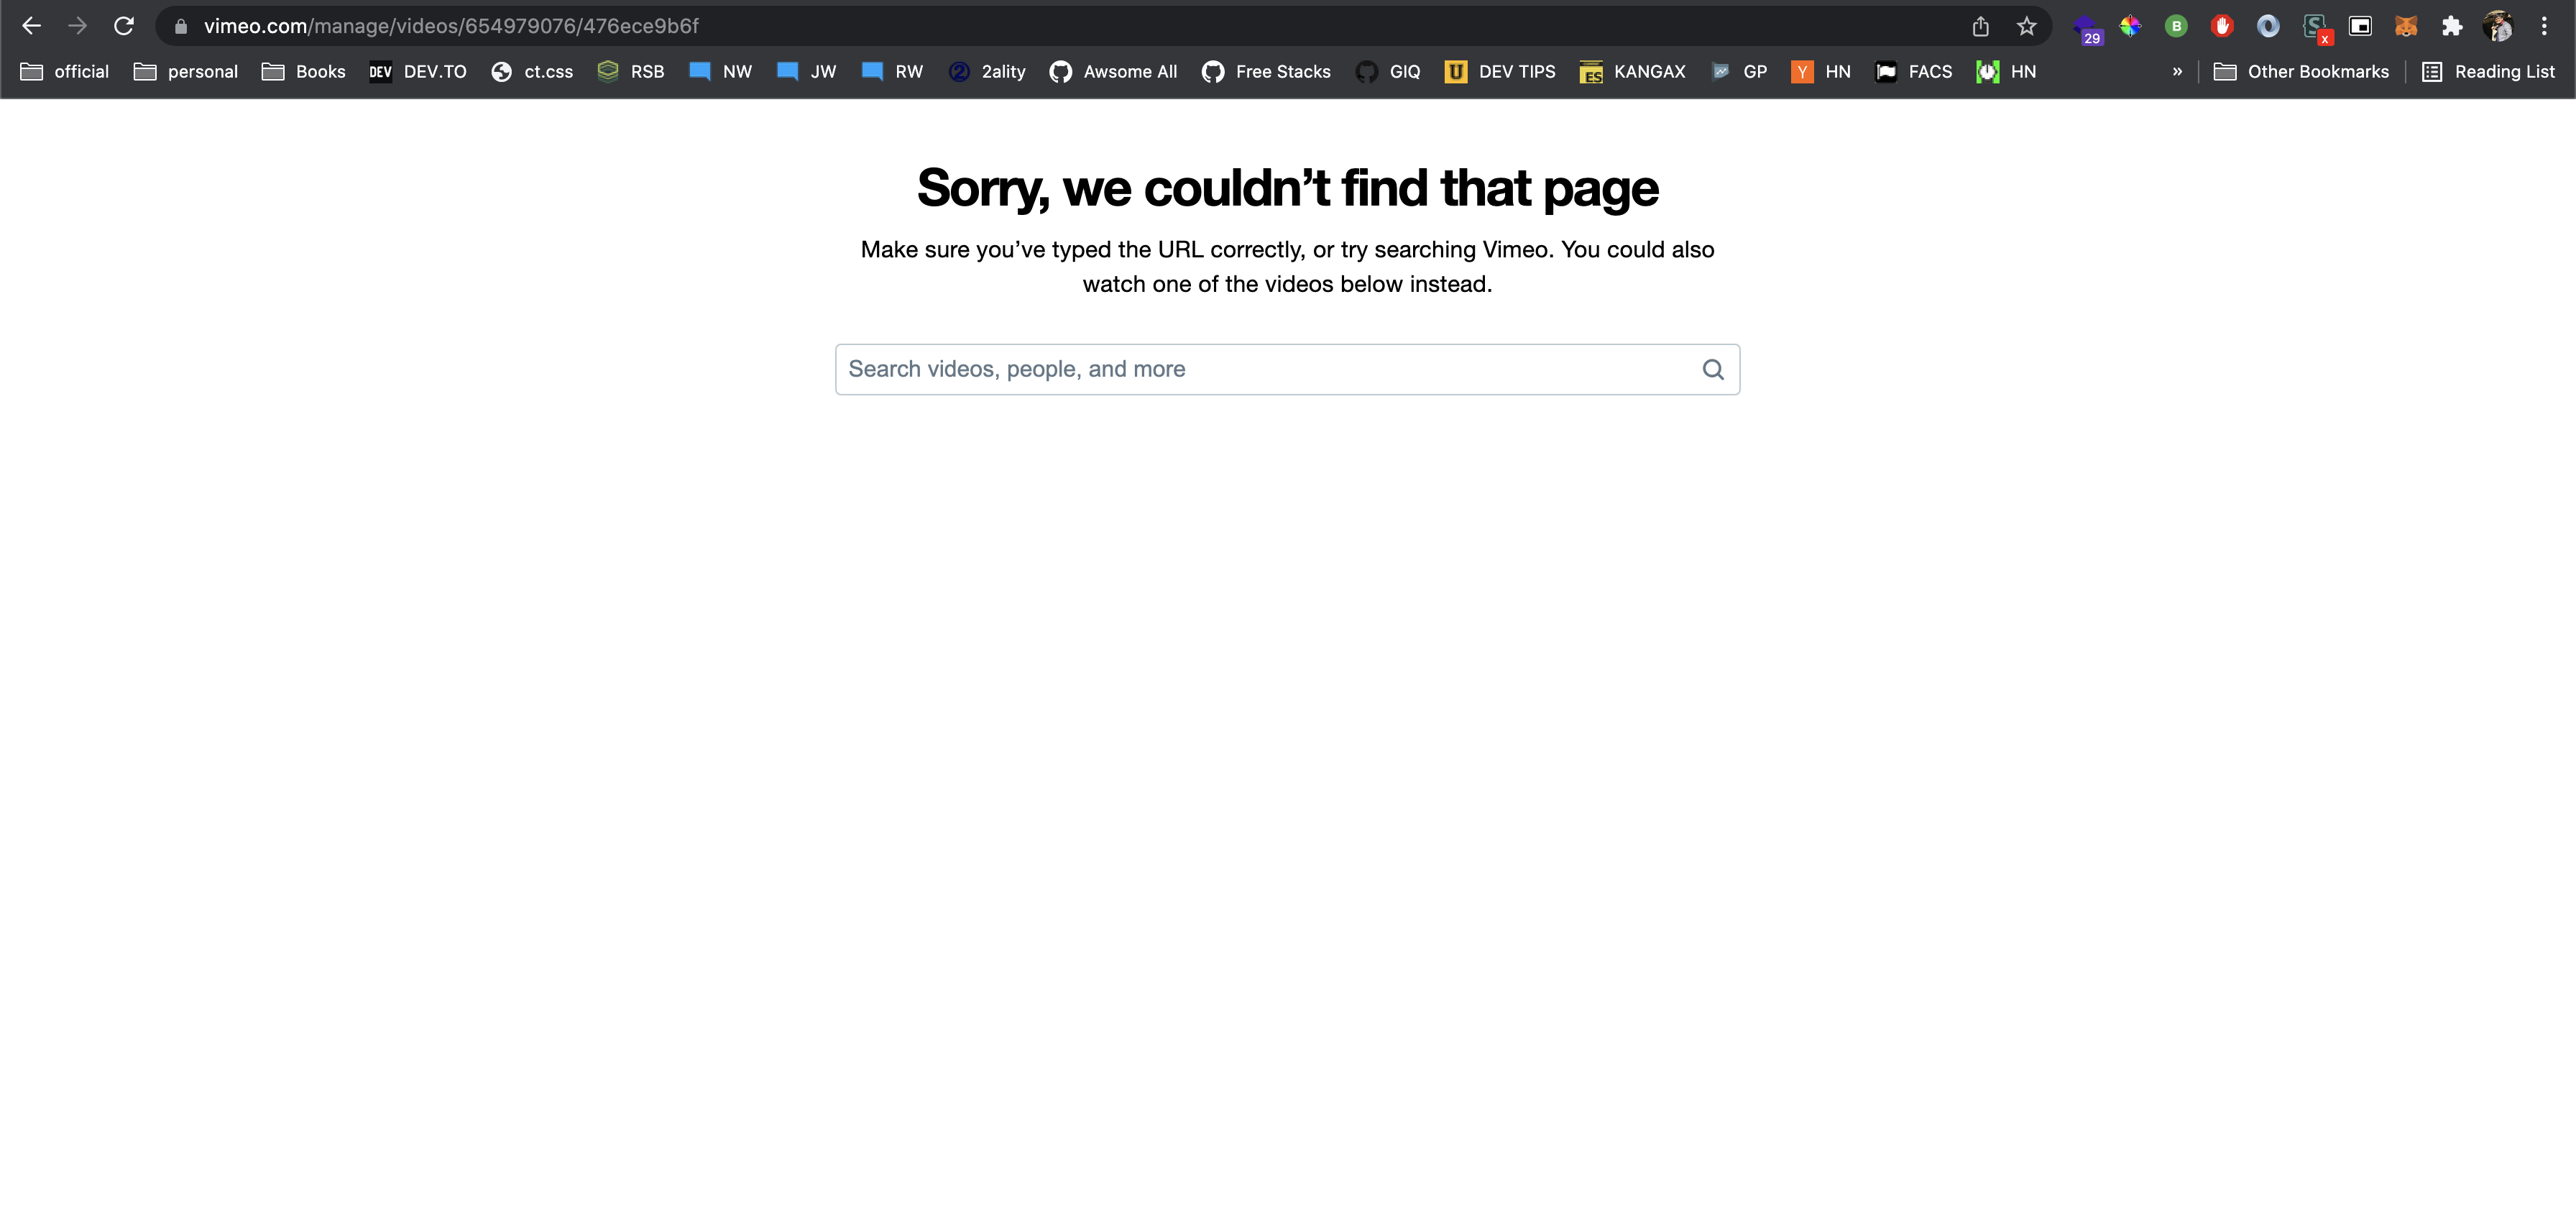 vimeo.com/manage/videos/654979076/476ece9b6f
29
B
S
x
official personal Books DEV DEV.TO ct.css RSB NW JW RW 2 2ality Awsome All Free Stacks GIQ U DEV TIPS ES KANGAX GP Y HN FACS HN » Other Bookmarks Reading List
Sorry, we couldn’t find that page
Make sure you’ve typed the URL correctly, or try searching Vimeo. You could also
watch one of the videos below instead.
Search videos, people, and more